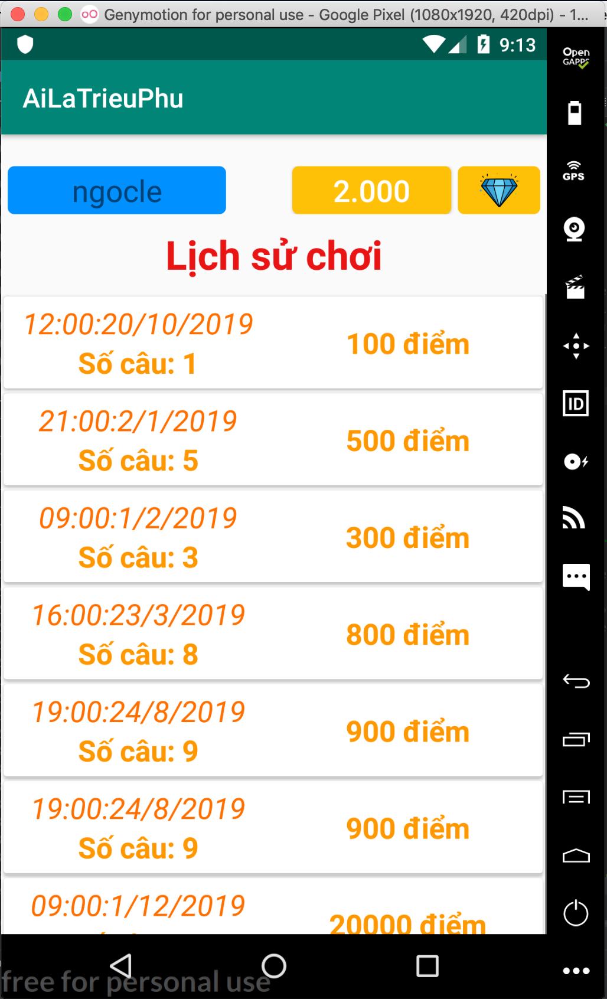 Genymotion for personal use - Google Pixel (1080x1920, 420dpi) - 1...
9:13
Open
GAPPS
AiLaTrieuPhu
GPS
ngocle
2.000
Lịch sử chơi
12:00:20/10/2019
Số câu: 1
100 điểm
21:00:2/1/2019
Số câu: 5
500 điểm
ID
09:00:1/2/2019
Số câu: 3
300 điểm
16:00:23/3/2019
Số câu: 8
800 điểm
19:00:24/8/2019
Số câu: 9
900 điểm
19:00:24/8/2019
Số câu: 9
900 điểm
09:00:1/12/2019
20000 điểm
free for personal use